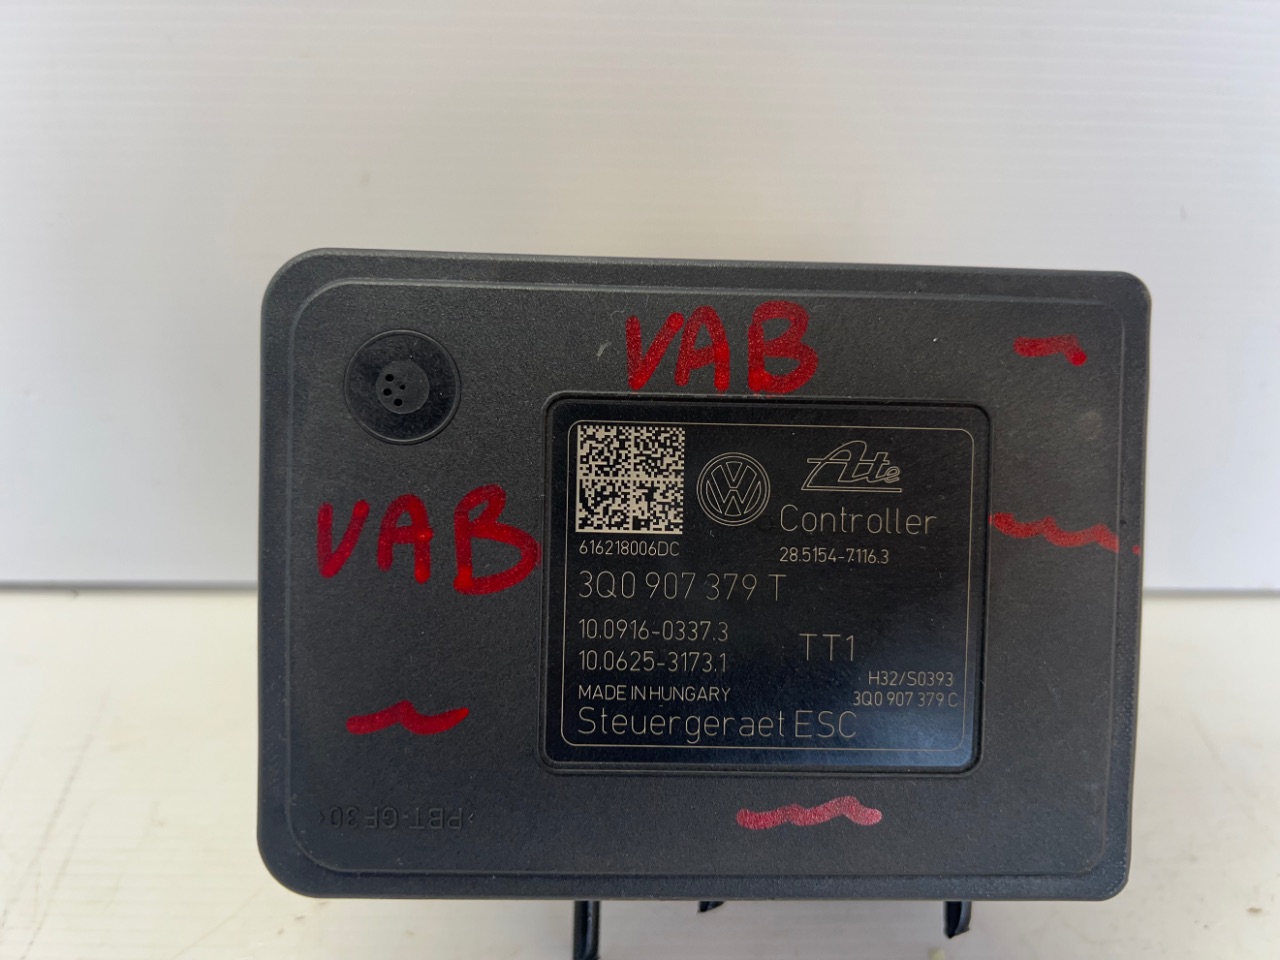 VAB
VAB
Ate
Controller
616218006DC
28.5154-7116.3
3Q0 907 379 T
10.0916-0337.3
TT1
10.0625-3173.1
H32/S0393
MADE IN HUNGARY
3Q0 907 379 C
Steuergeraet ESC
>PBT-GF30<